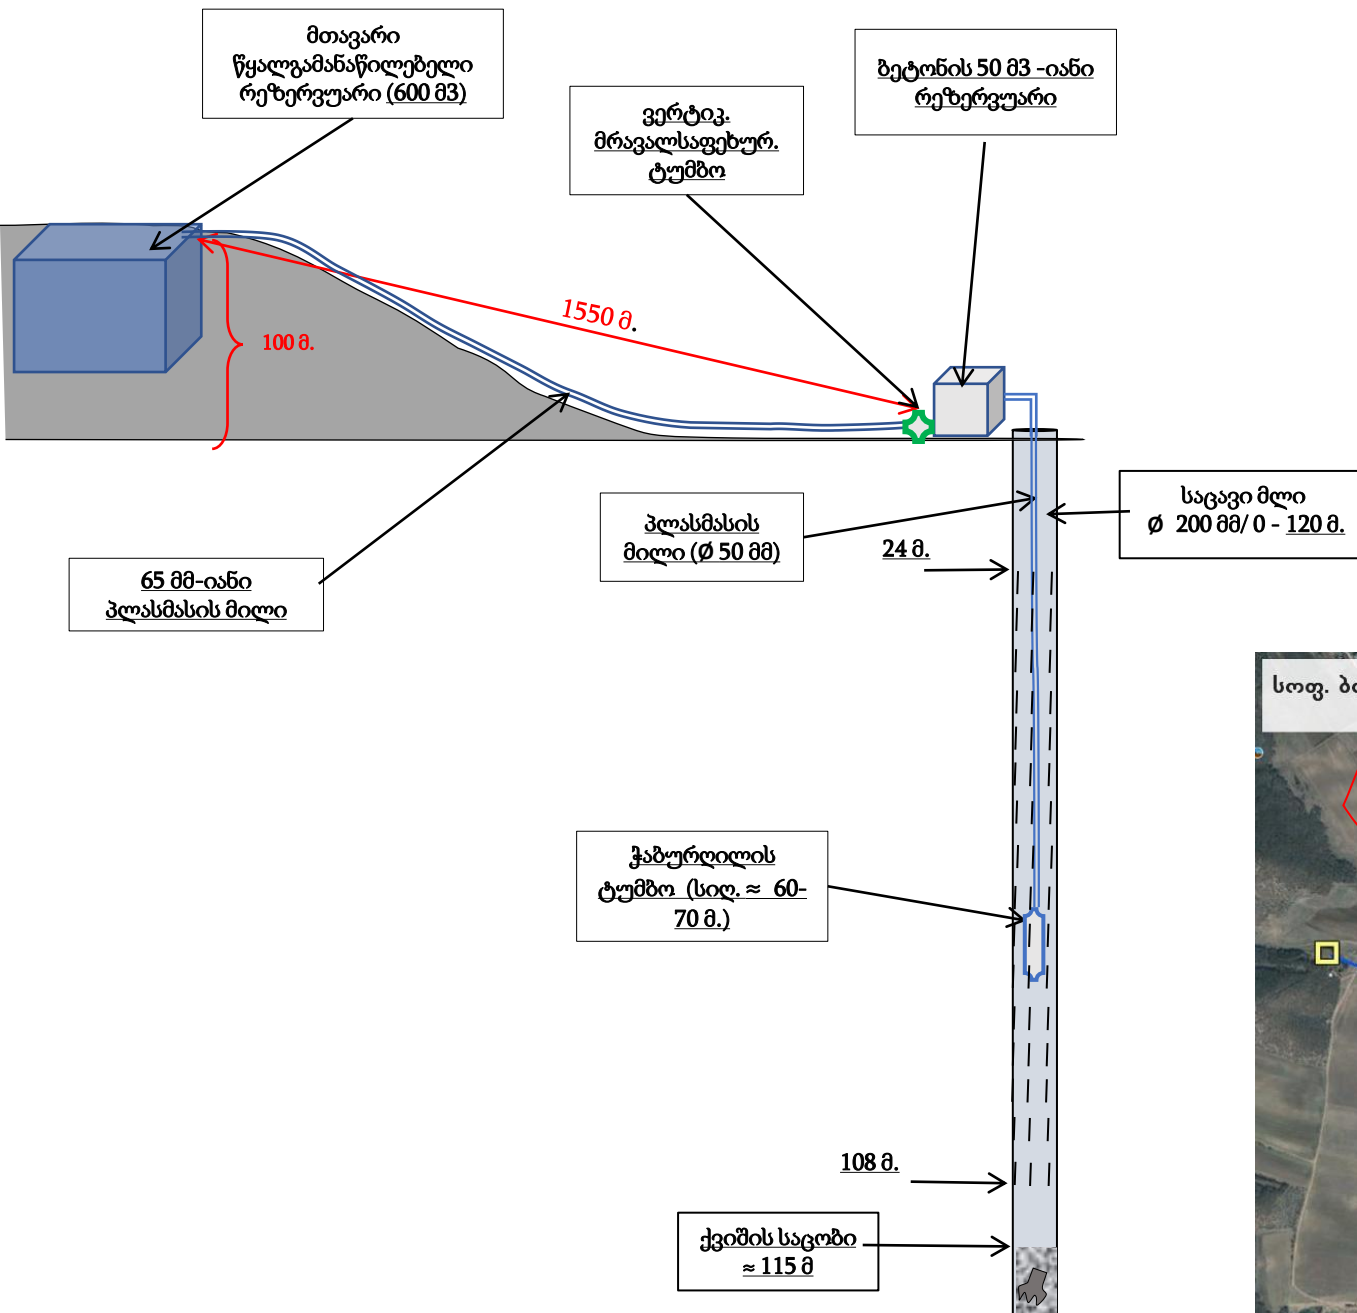 მთავარი
წყალგამანაწილებელი
რეზერვუარი (600 მ3)
ვერტიკ.
მრავალსაფეხურ.
ტუმბო
ბეტონის 50 მ3 -იანი
რეზერვუარი
1550 მ.
100 მ.
პლასმასის
მილი (Ø 50 მმ)
24 მ.
საცავი მლი
Ø 200 მმ/ 0 - 120 მ.
65 მმ-იანი
პლასმასის მილი
სოფ.
ჭაბურღილის
ტუმბო (სიღ. ≈ 60-
70 მ.)
108 მ.
ქვიშის საცობი
≈ 115 მ